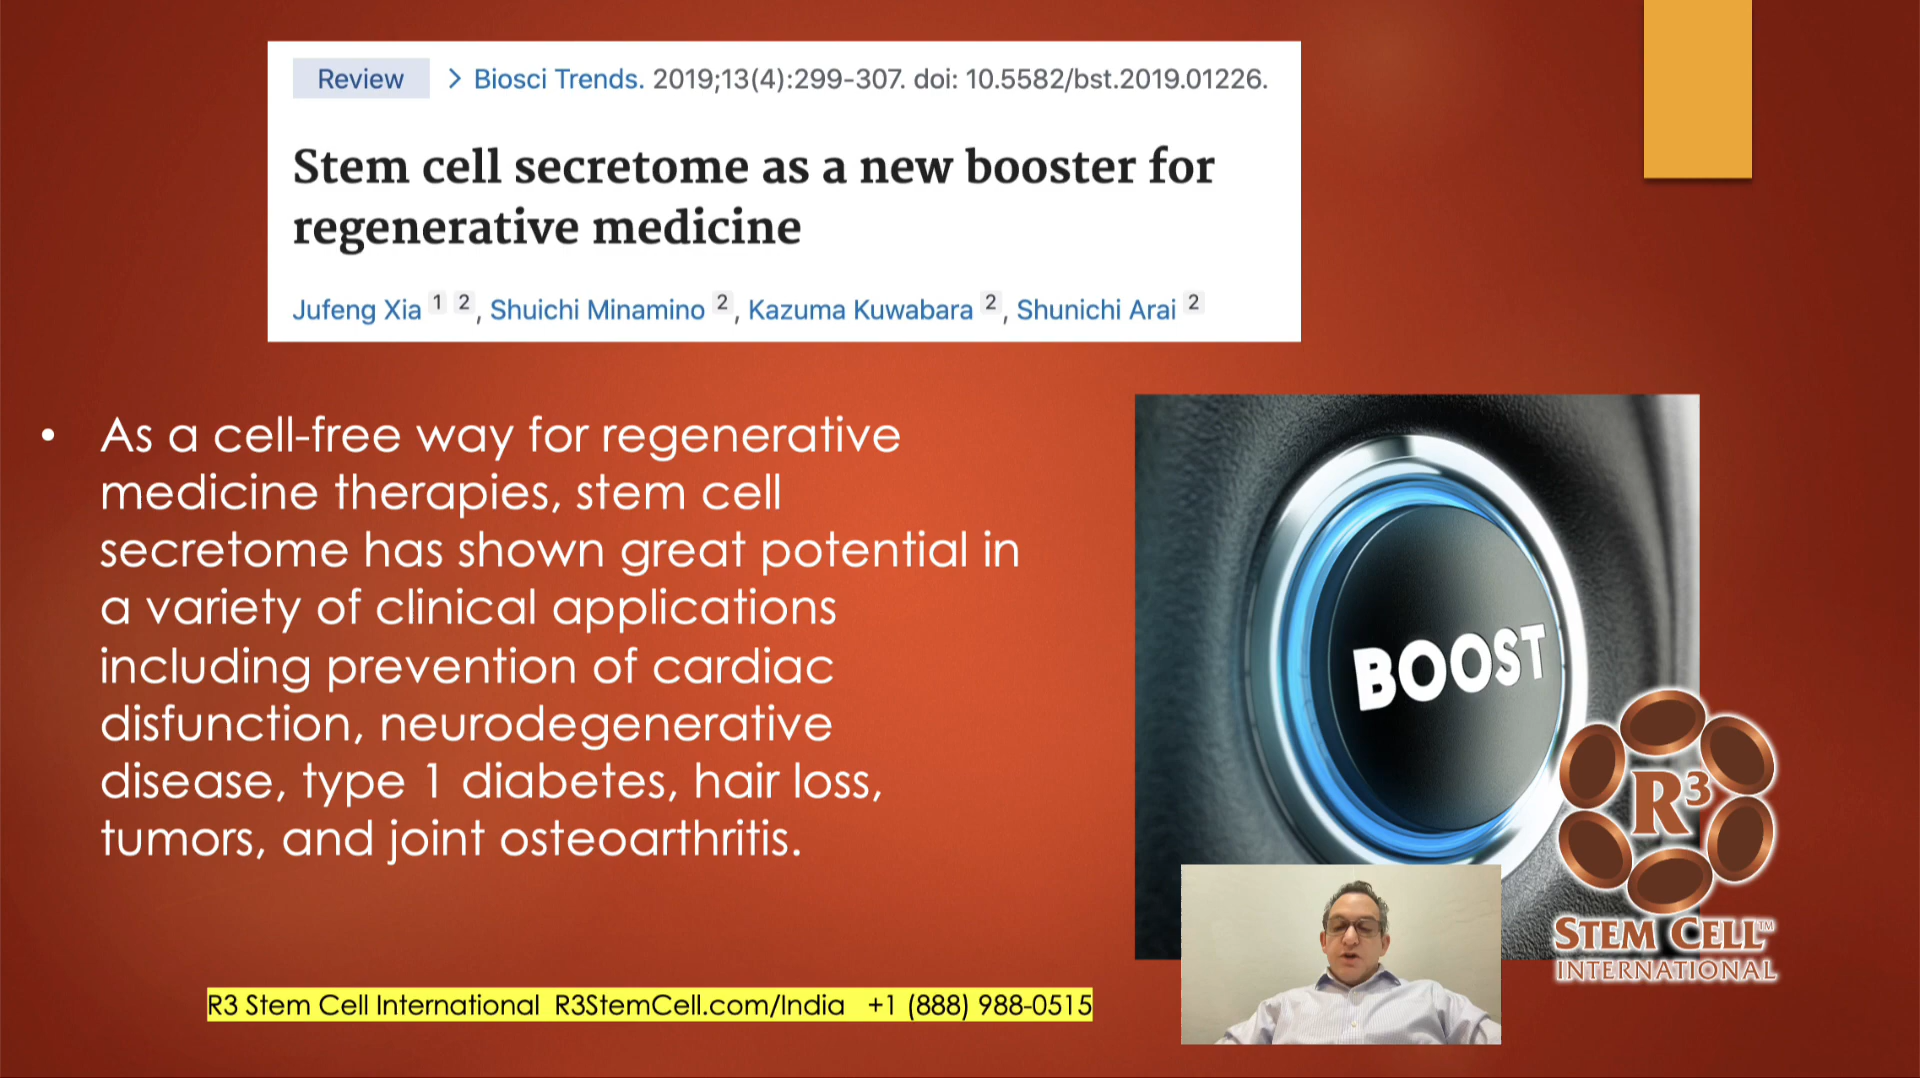 Review > Biosci Trends. 2019;13(4):299-307. doi: 10.5582/bst.2019.01226.
Stem cell secretome as a new booster for
regenerative medicine
Jufeng Xia 1 2, Shuichi Minamino 2, Kazuma Kuwabara 2, Shunichi Arai 2
• As a cell-free way for regenerative
medicine therapies, stem cell
secretome has shown great potential in
a variety of clinical applications
including prevention of cardiac
disfunction, neurodegenerative
disease, type 1 diabetes, hair loss,
tumors, and joint osteoarthritis.
BOOST
R3
STEM CELL™
INTERNATIONAL
R3 Stem Cell International R3StemCell.com/India +1 (888) 988-0515